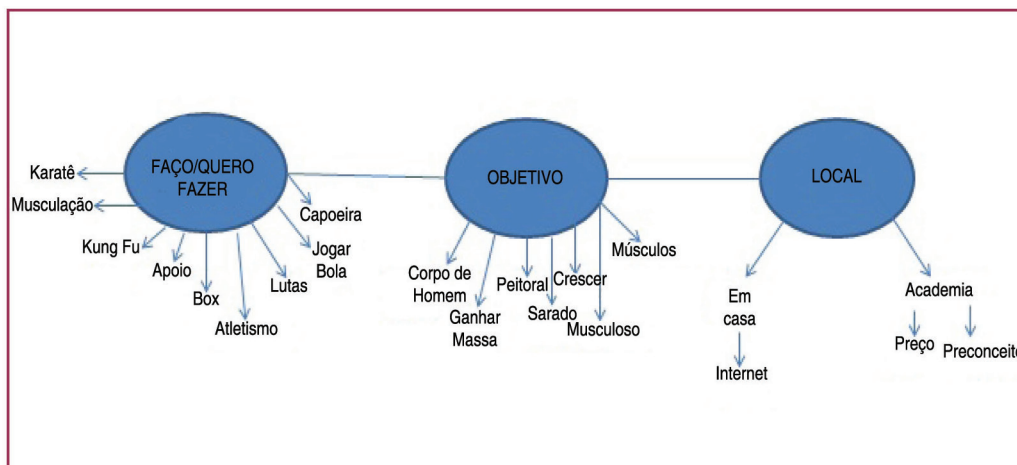 FAÇO/QUERO
FAZER
Karatê
Musculação
Kung Fu
Apoio
Box
Atletismo
Lutas
Jogar
Bola
Capoeira
OBJETIVO
Corpo de
Homem
Ganhar
Massa
Peitoral
Sarado
Crescer
Musculoso
Músculos
LOCAL
Em
casa
Internet
Academia
Preço
Preconceito